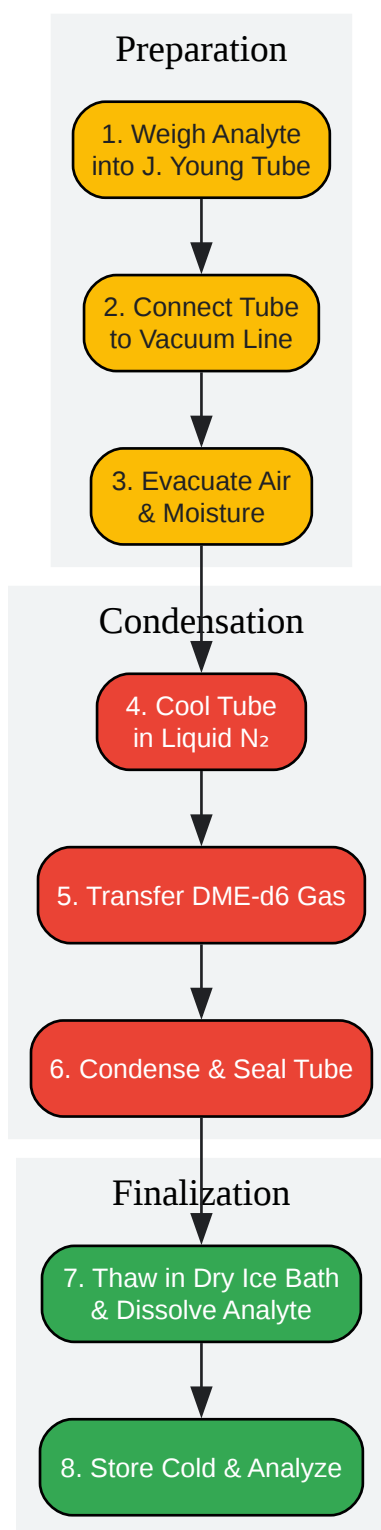 Preparation
1. Weigh Analyte
into J. Young Tube
2. Connect Tube
to Vacuum Line
3. Evacuate Air
& Moisture
Condensation
4. Cool Tube
in Liquid N₂
5. Transfer DME-d6 Gas
6. Condense & Seal Tube
Finalization
7. Thaw in Dry Ice Bath
& Dissolve Analyte
8. Store Cold & Analyze